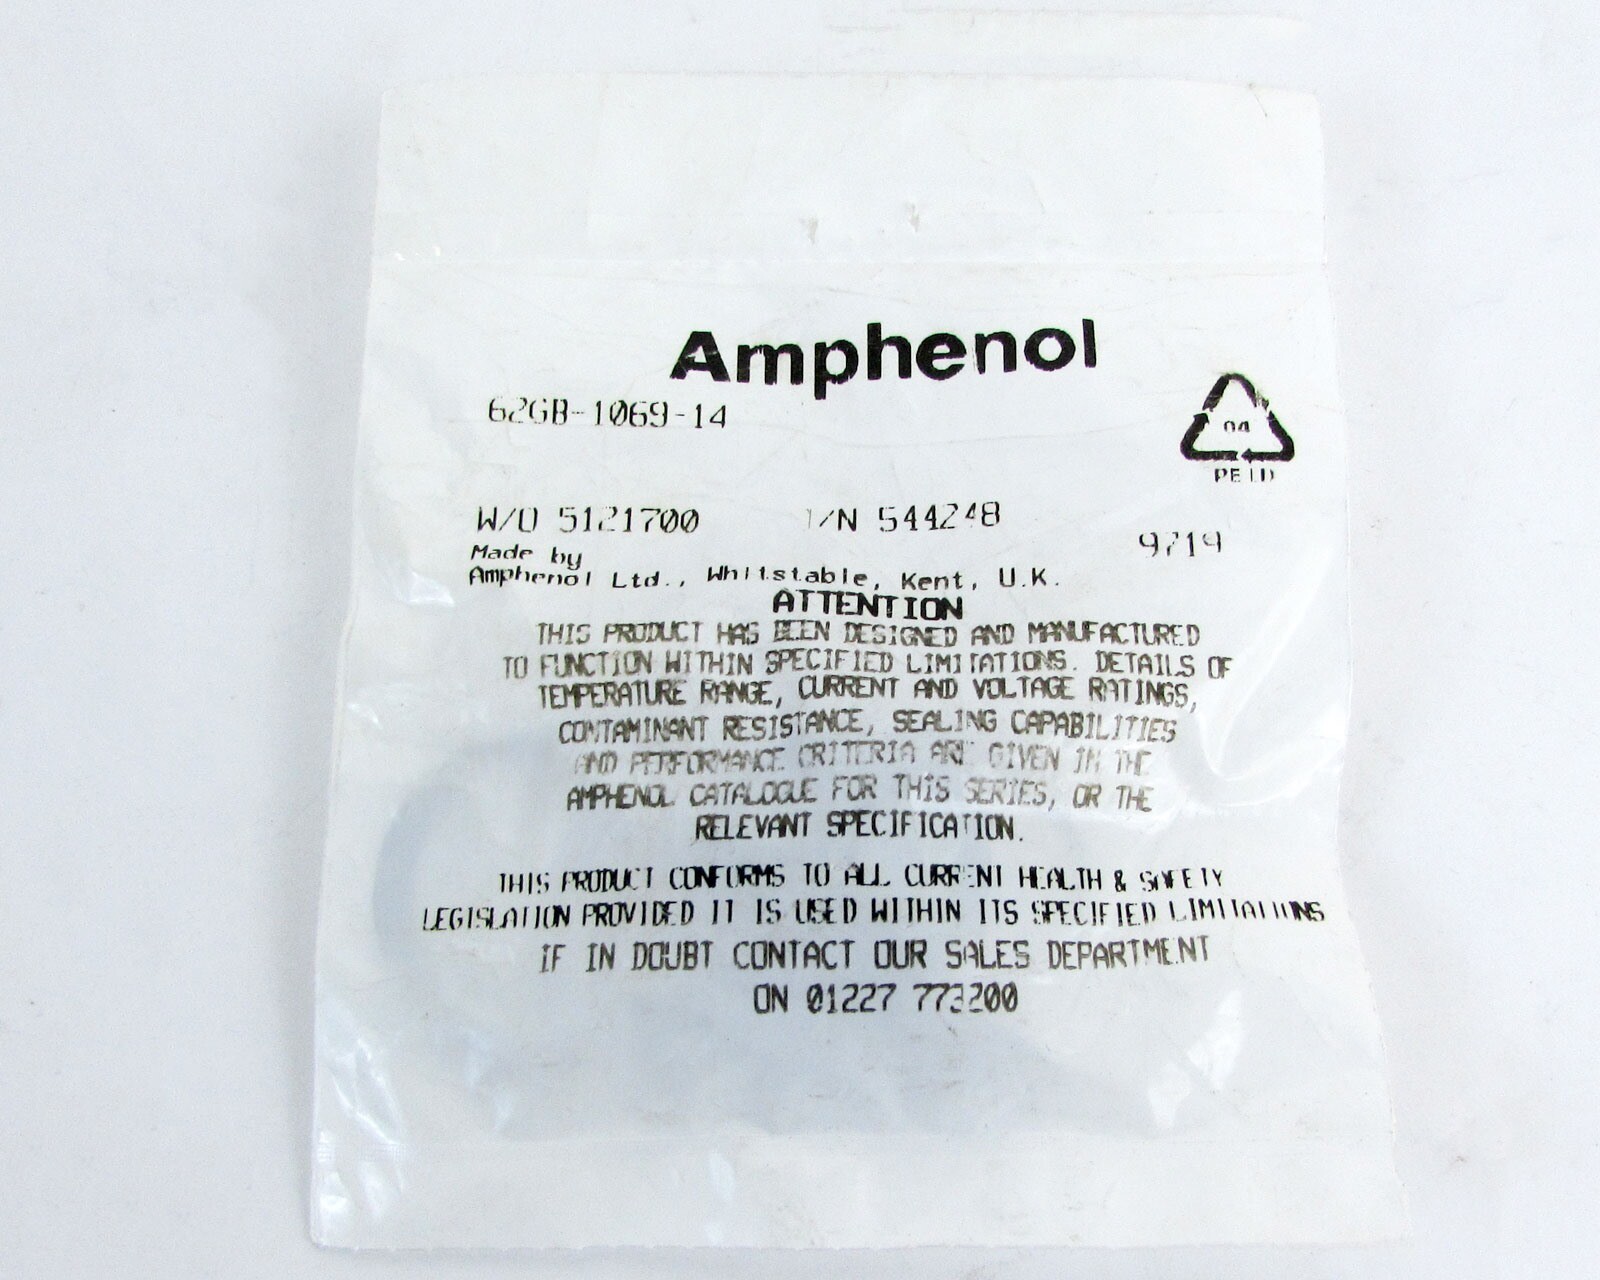 Amphenol
62GB-1069-14
04
PE LD
W/O 5121700 I/N 544248
9719
Made by
Amphenol Ltd., Whitstable, Kent, U.K.
ATTENTION
THIS PRODUCT HAS BEEN DESIGNED AND MANUFACTURED
TO FUNCTION WITHIN SPECIFIED LIMITATIONS. DETAILS OF
TEMPERATURE RANGE, CURRENT AND VOLTAGE RATINGS,
CONTAMINANT RESISTANCE, SEALING CAPABILITIES
AND PERFORMANCE CRITERIA ARE GIVEN IN THE
AMPHENOL CATALOGUE FOR THIS SERIES, OR THE
RELEVANT SPECIFICATION.
THIS PRODUCT CONFORMS TO ALL CURRENT HEALTH & SAFETY
LEGISLATION PROVIDED IT IS USED WITHIN ITS SPECIFIED LIMITATIONS
IF IN DOUBT CONTACT OUR SALES DEPARTMENT
ON 01227 773200